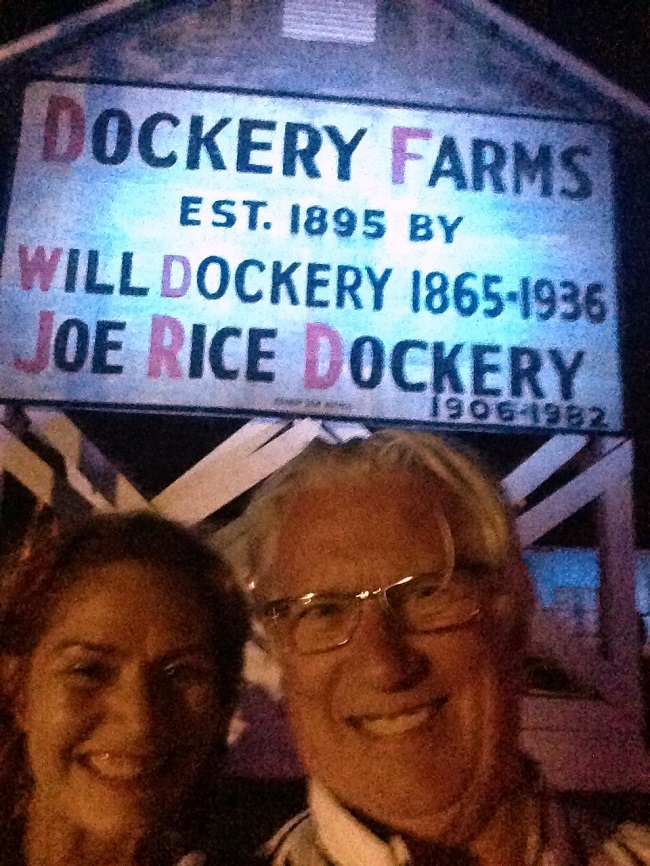 DOCKERY FARMS
EST. 1895 BY
WILL DOCKERY 1865-1936
JOE RICE DOCKERY
1906-1982